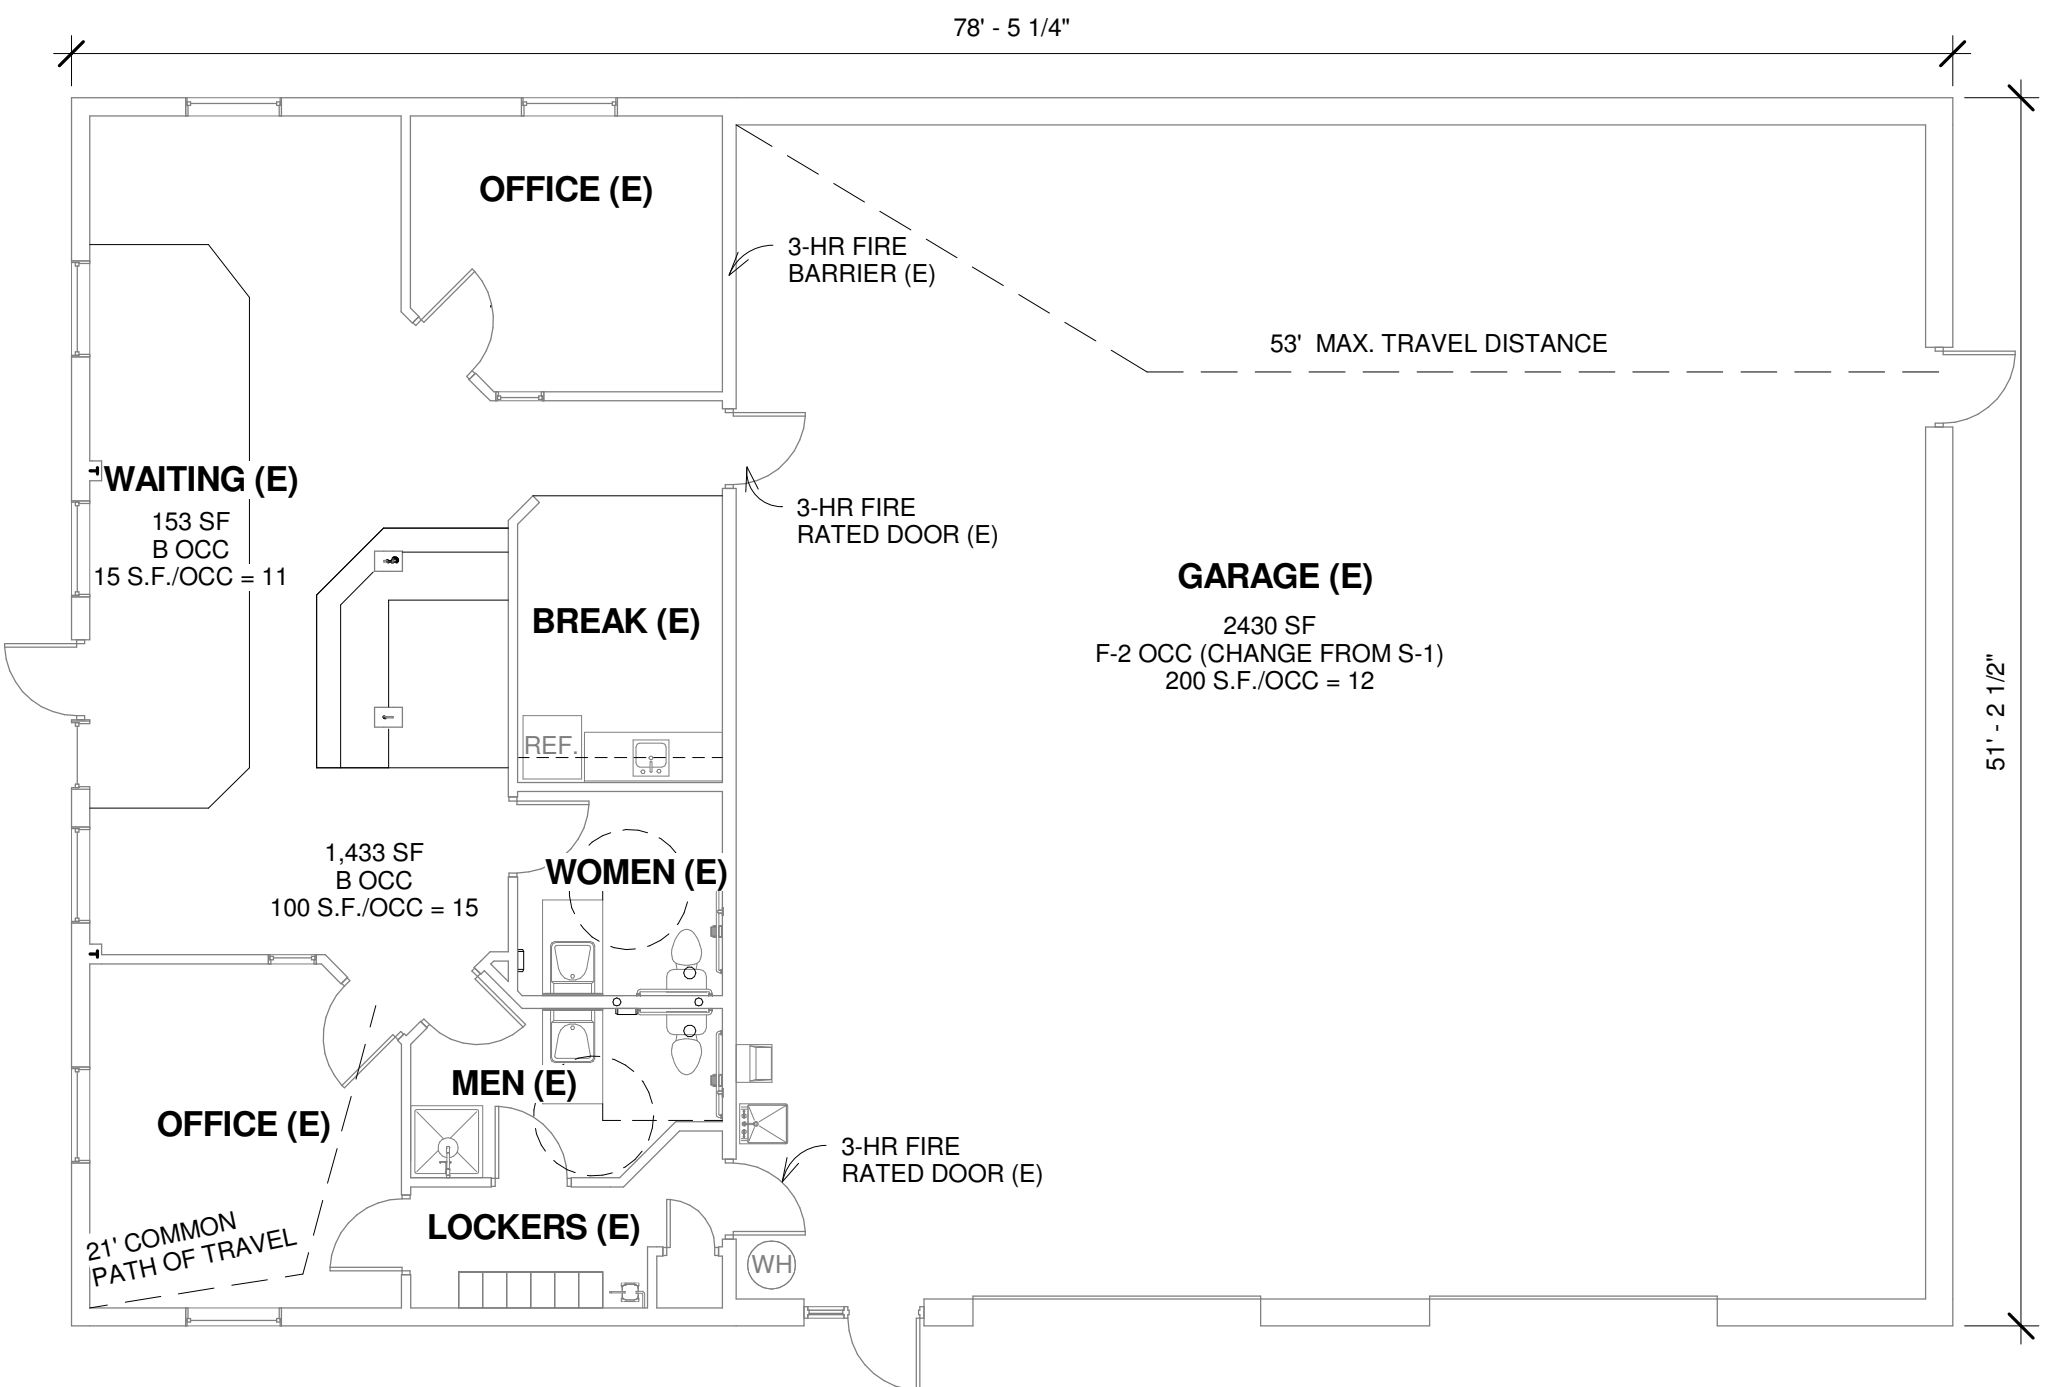 78' - 5 1/4"
OFFICE (E)
3-HR FIRE
BARRIER (E)
53' MAX. TRAVEL DISTANCE
WAITING (E)
153 SF
B OCC
15 S.F./OCC = 11
3-HR FIRE
RATED DOOR (E)
GARAGE (E)
2430 SF
F-2 OCC (CHANGE FROM S-1)
200 S.F./OCC = 12
51' - 2 1/2"
BREAK (E)
REF.
1,433 SF
B OCC
100 S.F./OCC = 15
WOMEN (E)
MEN (E)
OFFICE (E)
3-HR FIRE
RATED DOOR (E)
21' COMMON
PATH OF TRAVEL
LOCKERS (E)
WH